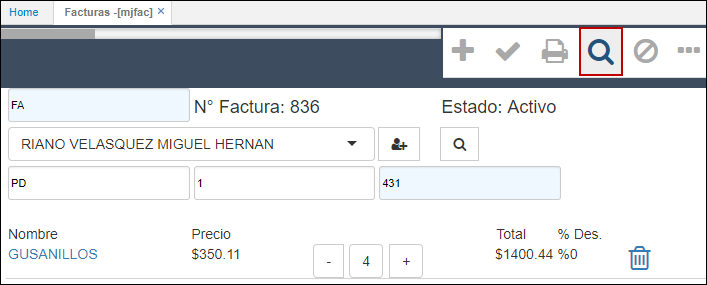 Home Facturas -[mjfac] ×
FA N° Factura: 836 Estado: Activo
RIANO VELASQUEZ MIGUEL HERNAN
PD 1 431
Nombre Precio Total % Des.
GUSANILLOS $350.11 - 4 + $1400.44 %0